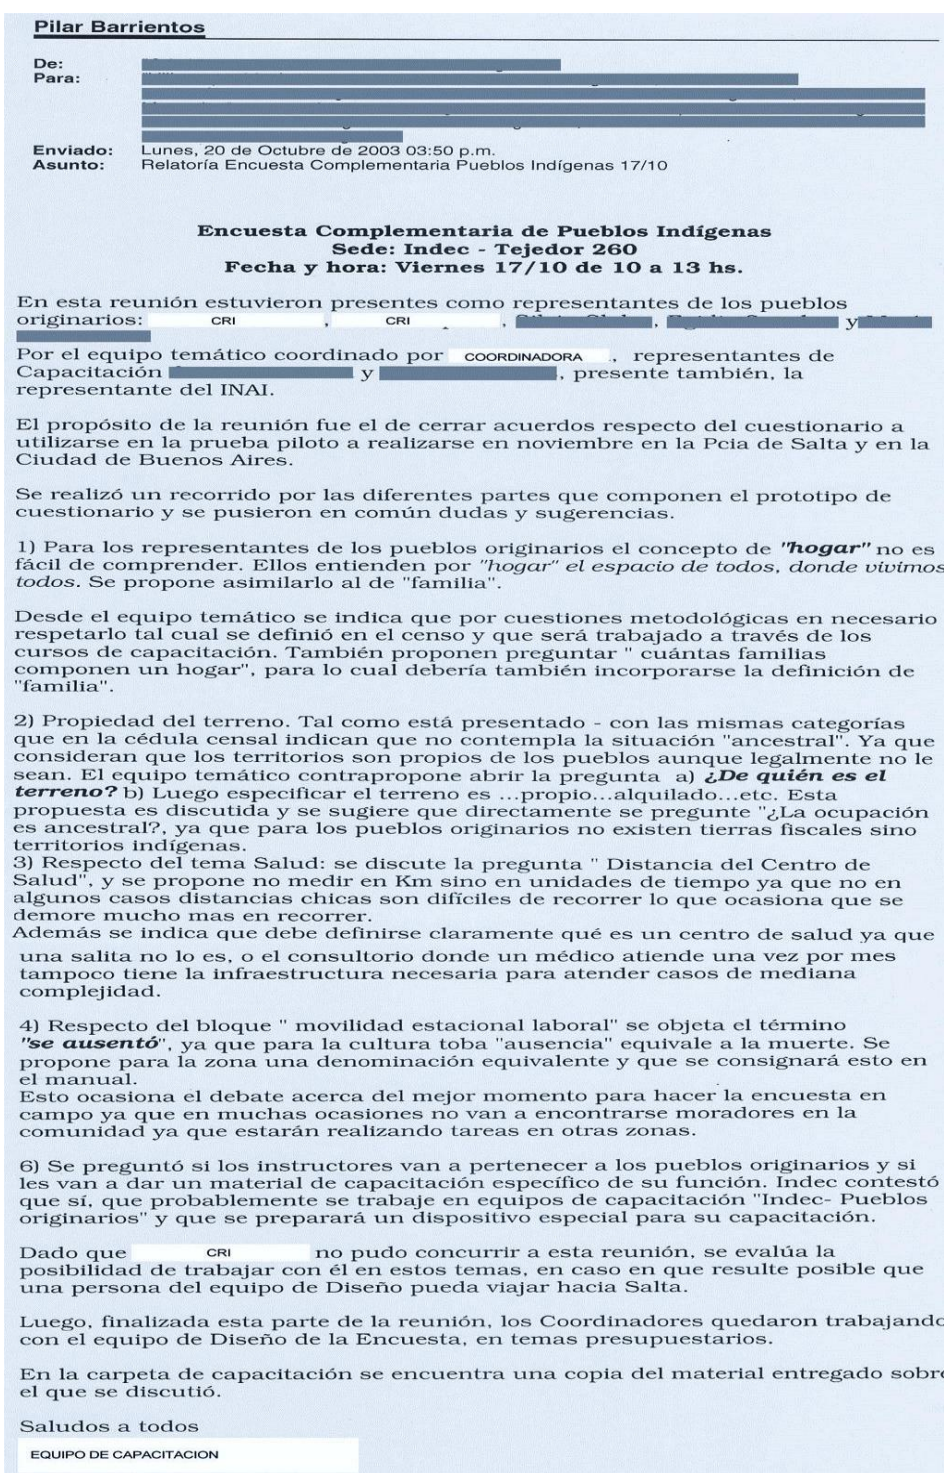 Pilar Barrientos
De:
Para:
Enviado: Lunes, 20 de Octubre de 2003 03:50 p.m.
Asunto: Relatoría Encuesta Complementaria Pueblos Indígenas 17/10
Encuesta Complementaria de Pueblos Indígenas
Sede: Indec - Tejedor 260
Fecha y hora: Viernes 17/10 de 10 a 13 hs.
En esta reunión estuvieron presentes como representantes de los pueblos
originarios: CRI , CRI , , y
Por el equipo temático coordinado por COORDINADORA ., representantes de
Capacitación y , presente también, la
representante del INAI.
El propósito de la reunión fue el de cerrar acuerdos respecto del cuestionario a
utilizarse en la prueba piloto a realizarse en noviembre en la Pcia de Salta y en la
Ciudad de Buenos Aires.
Se realizó un recorrido por las diferentes partes que componen el prototipo de
cuestionario y se pusieron en común dudas y sugerencias.
1) Para los representantes de los pueblos originarios el concepto de "hogar" no es
fácil de comprender. Ellos entienden por "hogar" el espacio de todos, donde vivimos
todos. Se propone asimilarlo al de "familia".
Desde el equipo temático se indica que por cuestiones metodológicas en necesario
respetarlo tal cual se definió en el censo y que será trabajado a través de los
cursos de capacitación. También proponen preguntar " cuántas familias
componen un hogar", para lo cual debería también incorporarse la definición de
"familia".
2) Propiedad del terreno. Tal como está presentado - con las mismas categorías
que en la cédula censal indican que no contempla la situación "ancestral". Ya que
consideran que los territorios son propios de los pueblos aunque legalmente no le
sean. El equipo temático contrapropone abrir la pregunta a) ¿De quién es el
terreno? b) Luego especificar el terreno es ...propio...alquilado...etc. Esta
propuesta es discutida y se sugiere que directamente se pregunte "¿La ocupación
es ancestral?, ya que para los pueblos originarios no existen tierras fiscales sino
territorios indígenas.
3) Respecto del tema Salud: se discute la pregunta " Distancia del Centro de
Salud", y se propone no medir en Km sino en unidades de tiempo ya que no en
algunos casos distancias chicas son difíciles de recorrer lo que ocasiona que se
demore mucho mas en recorrer.
Además se indica que debe definirse claramente qué es un centro de salud ya que
una salita no lo es, o el consultorio donde un médico atiende una vez por mes
tampoco tiene la infraestructura necesaria para atender casos de mediana
complejidad.
4) Respecto del bloque " movilidad estacional laboral" se objeta el término
"se ausentó", ya que para la cultura toba "ausencia" equivale a la muerte. Se
propone para la zona una denominación equivalente y que se consignará esto en
el manual.
Esto ocasiona el debate acerca del mejor momento para hacer la encuesta en
campo ya que en muchas ocasiones no van a encontrarse moradores en la
comunidad ya que estarán realizando tareas en otras zonas.
6) Se preguntó si los instructores van a pertenecer a los pueblos originarios y si
les van a dar un material de capacitación específico de su función. Indec contestó
que sí, que probablemente se trabaje en equipos de capacitación "Indec- Pueblos
originarios" y que se preparará un dispositivo especial para su capacitación.
Dado que CRI no pudo concurrir a esta reunión, se evalúa la
posibilidad de trabajar con él en estos temas, en caso en que resulte posible que
una persona del equipo de Diseño pueda viajar hacia Salta.
Luego, finalizada esta parte de la reunión, los Coordinadores quedaron trabajando
con el equipo de Diseño de la Encuesta, en temas presupuestarios.
En la carpeta de capacitación se encuentra una copia del material entregado sobre
el que se discutió.
Saludos a todos
EQUIPO DE CAPACITACION